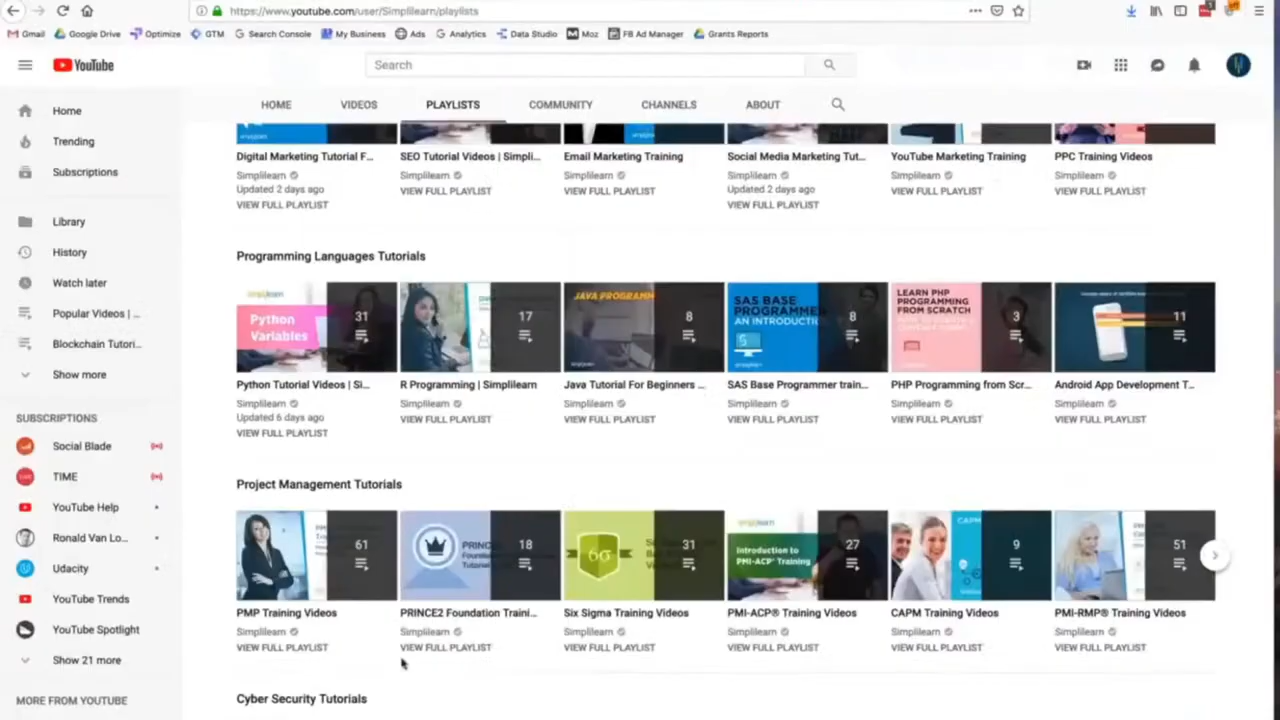 https://www.youtube.com/user/Simplilearn/playlists
Gmail Google Drive Optimize GTM Search Console My Business Ads Analytics Data Studio Moz FB Ad Manager Grants Reports
YouTube
Search
HOME VIDEOS PLAYLISTS COMMUNITY CHANNELS ABOUT
Home
Trending
Subscriptions
Library
History
Watch later
Popular Videos | ...
Blockchain Tutori...
Show more
SUBSCRIPTIONS
Social Blade
TIME
YouTube Help
Ronald Van Lo...
Udacity
YouTube Trends
YouTube Spotlight
Show 21 more
MORE FROM YOUTUBE
Digital Marketing Tutorial F...
Simplilearn
Updated 2 days ago
VIEW FULL PLAYLIST
SEO Tutorial Videos | Simpli...
Simplilearn
VIEW FULL PLAYLIST
Email Marketing Training
Simplilearn
VIEW FULL PLAYLIST
Social Media Marketing Tut...
Simplilearn
Updated 2 days ago
VIEW FULL PLAYLIST
YouTube Marketing Training
Simplilearn
VIEW FULL PLAYLIST
PPC Training Videos
Simplilearn
VIEW FULL PLAYLIST
Programming Languages Tutorials
Python
Variables
31
Python Tutorial Videos | Si...
Simplilearn
Updated 6 days ago
VIEW FULL PLAYLIST
17
R Programming | Simplilearn
Simplilearn
VIEW FULL PLAYLIST
JAVA PROGRAMM
8
Java Tutorial For Beginners ...
Simplilearn
VIEW FULL PLAYLIST
SAS BASE
PROGRAMME
AN INTRODUCTIO
8
SAS Base Programmer train...
Simplilearn
VIEW FULL PLAYLIST
LEARN PHP
PROGRAMMING
FROM SCRATCH
3
PHP Programming from Scr...
Simplilearn
VIEW FULL PLAYLIST
11
Android App Development T...
Simplilearn
VIEW FULL PLAYLIST
Project Management Tutorials
61
PMP Training Videos
Simplilearn
VIEW FULL PLAYLIST
PRINCE2
18
PRINCE2 Foundation Traini...
Simplilearn
VIEW FULL PLAYLIST
6σ
31
Six Sigma Training Videos
Simplilearn
VIEW FULL PLAYLIST
Introduction to
PMI-ACP® Training
27
PMI-ACP® Training Videos
Simplilearn
VIEW FULL PLAYLIST
CAPM
9
CAPM Training Videos
Simplilearn
VIEW FULL PLAYLIST
51
PMI-RMP® Training Videos
Simplilearn
VIEW FULL PLAYLIST
Cyber Security Tutorials